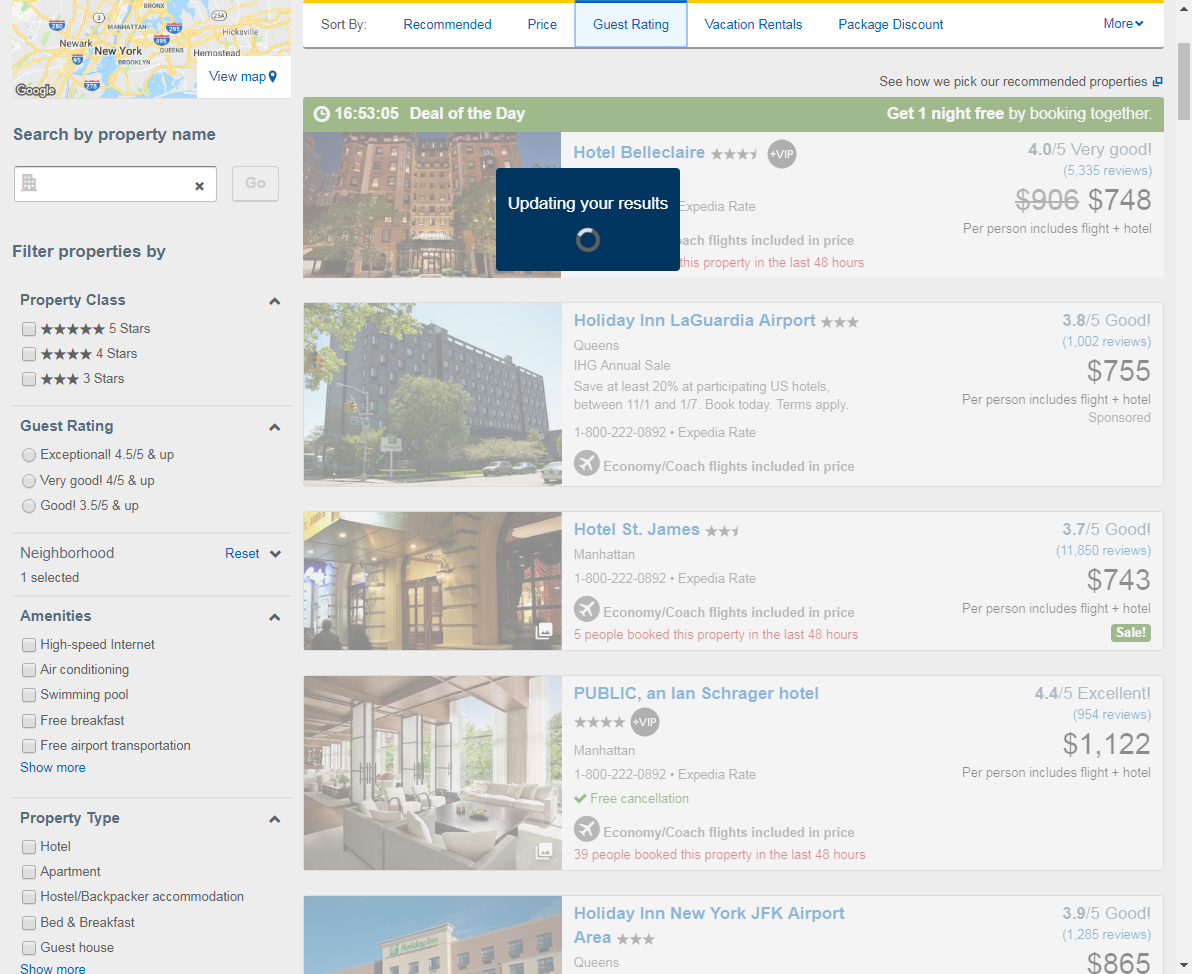 BRONX
MANHATTAN
Hicksville
Newark
New York
QUEENS
Hempstead
BROOKLYN
Google
View map
Search by property name
Go
Filter properties by
Property Class
5 Stars
4 Stars
3 Stars
Guest Rating
Exceptional! 4.5/5 & up
Very good! 4/5 & up
Good! 3.5/5 & up
Neighborhood Reset
1 selected
Amenities
High-speed Internet
Air conditioning
Swimming pool
Free breakfast
Free airport transportation
Show more
Property Type
Hotel
Apartment
Hostel/Backpacker accommodation
Bed & Breakfast
Guest house
Show more
Sort By: Recommended Price Guest Rating Vacation Rentals Package Discount More
See how we pick our recommended properties
16:53:05 Deal of the Day Get 1 night free by booking together.
Hotel Belleclaire +VIP
4.0/5 Very good!
(5,335 reviews)
$906 $748
Per person includes flight + hotel
Updating your results
Expedia Rate
flights included in price
this property in the last 48 hours
Holiday Inn LaGuardia Airport
Queens
IHG Annual Sale
Save at least 20% at participating US hotels,
between 11/1 and 1/7. Book today. Terms apply.
1-800-222-0892 • Expedia Rate
Economy/Coach flights included in price
3.8/5 Good!
(1,002 reviews)
$755
Per person includes flight + hotel
Sponsored
Hotel St. James
Manhattan
1-800-222-0892 • Expedia Rate
Economy/Coach flights included in price
5 people booked this property in the last 48 hours
3.7/5 Good!
(11,850 reviews)
$743
Per person includes flight + hotel
Sale!
PUBLIC, an Ian Schrager hotel
+VIP
Manhattan
1-800-222-0892 • Expedia Rate
Free cancellation
Economy/Coach flights included in price
39 people booked this property in the last 48 hours
4.4/5 Excellent!
(954 reviews)
$1,122
Per person includes flight + hotel
Holiday Inn
Holiday Inn New York JFK Airport
Area
Queens
3.9/5 Good!
(1,285 reviews)
$865